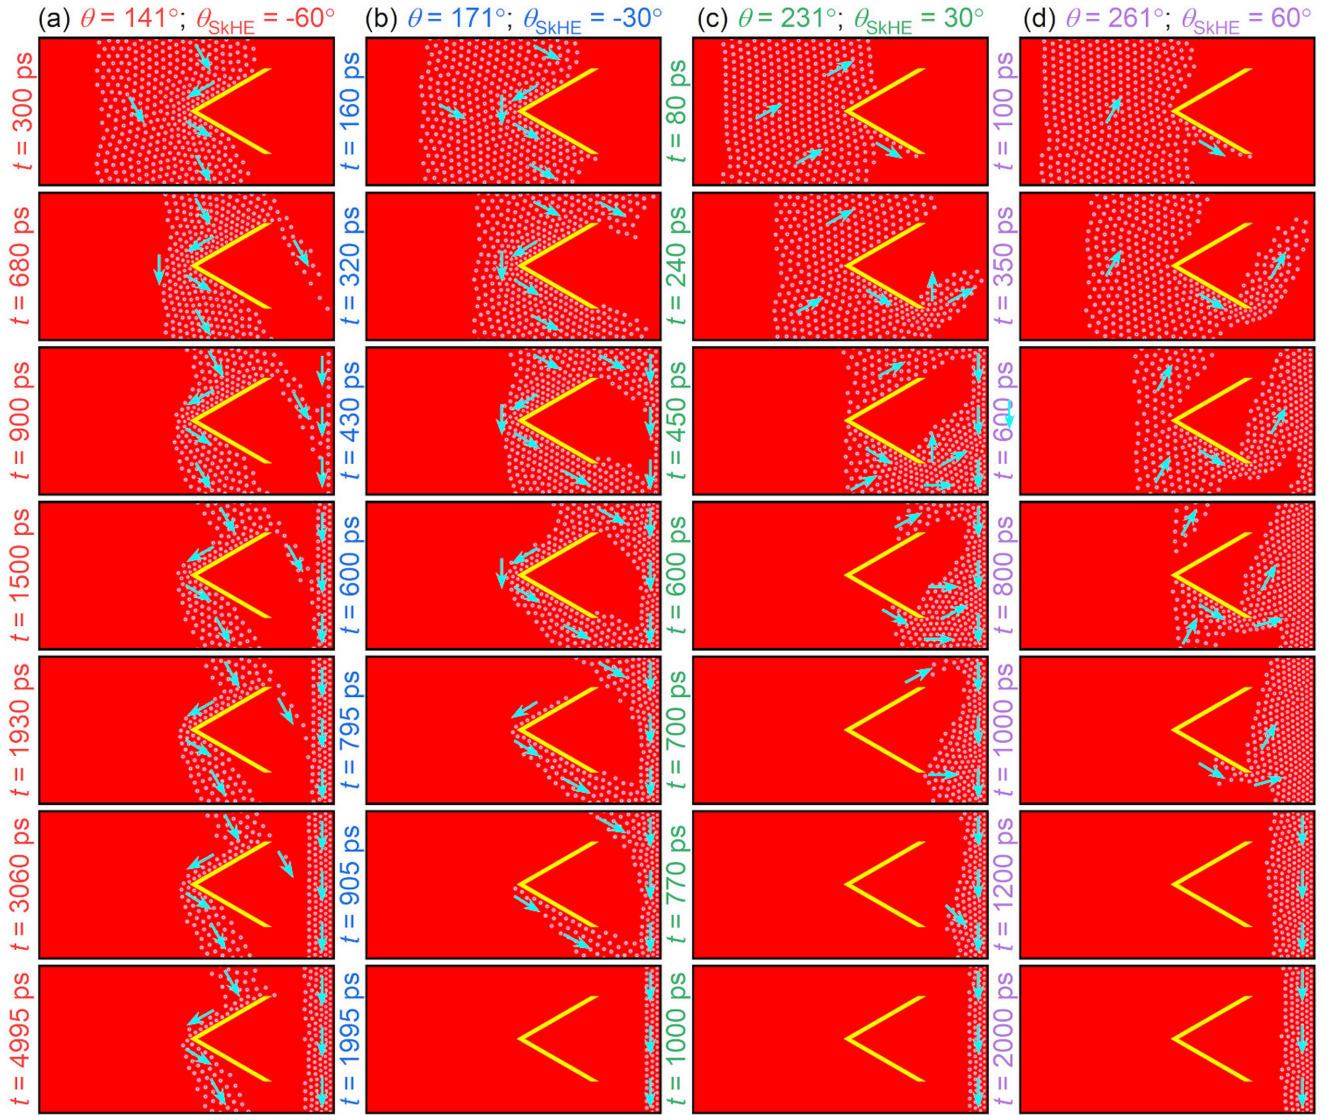 (a) θ = 141°; θSkHE = -60°
(b) θ = 171°; θSkHE = -30°
(c) θ = 231°; θSkHE = 30°
(d) θ = 261°; θSkHE = 60°
t = 300 ps
t = 160 ps
t = 80 ps
t = 100 ps
t = 680 ps
t = 320 ps
t = 240 ps
t = 350 ps
t = 900 ps
t = 430 ps
t = 450 ps
t = 600 ps
t = 1500 ps
t = 600 ps
t = 600 ps
t = 800 ps
t = 1930 ps
t = 795 ps
t = 700 ps
t = 1000 ps
t = 3060 ps
t = 905 ps
t = 770 ps
t = 1200 ps
t = 4995 ps
t = 1995 ps
t = 1000 ps
t = 2000 ps